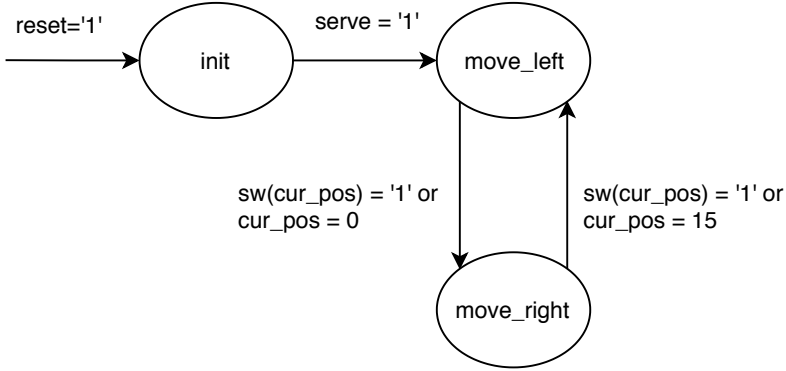 reset='1'
init
serve = '1'
move_left
sw(cur_pos) = '1' or
cur_pos = 0
sw(cur_pos) = '1' or
cur_pos = 15
move_right